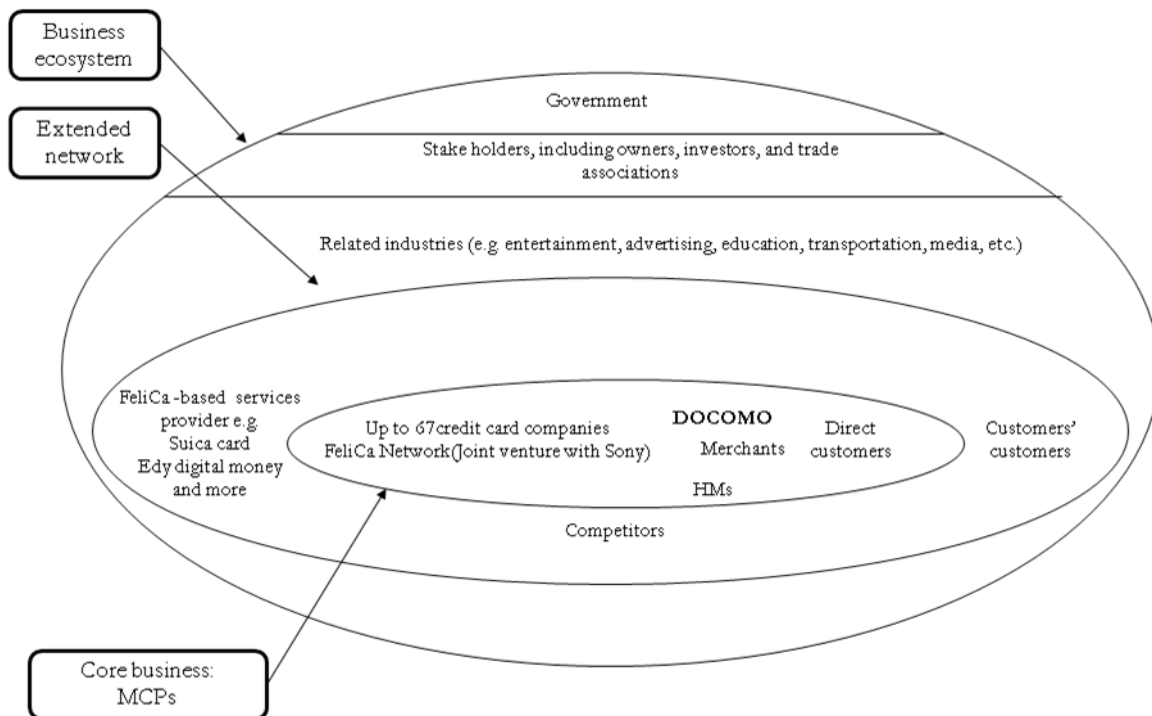 Business
ecosystem
Extended
network
Government
Stake holders, including owners, investors, and trade
associations
Related industries (e.g. entertainment, advertising, education, transportation, media, etc.)
FeliCa -based services
provider e.g.
Suica card
Edy digital money
and more
Up to 67credit card companies
FeliCa Network(Joint venture with Sony)
DOCOMO
Merchants
HMs
Direct
customers
Customers'
customers
Competitors
Core business:
MCPs